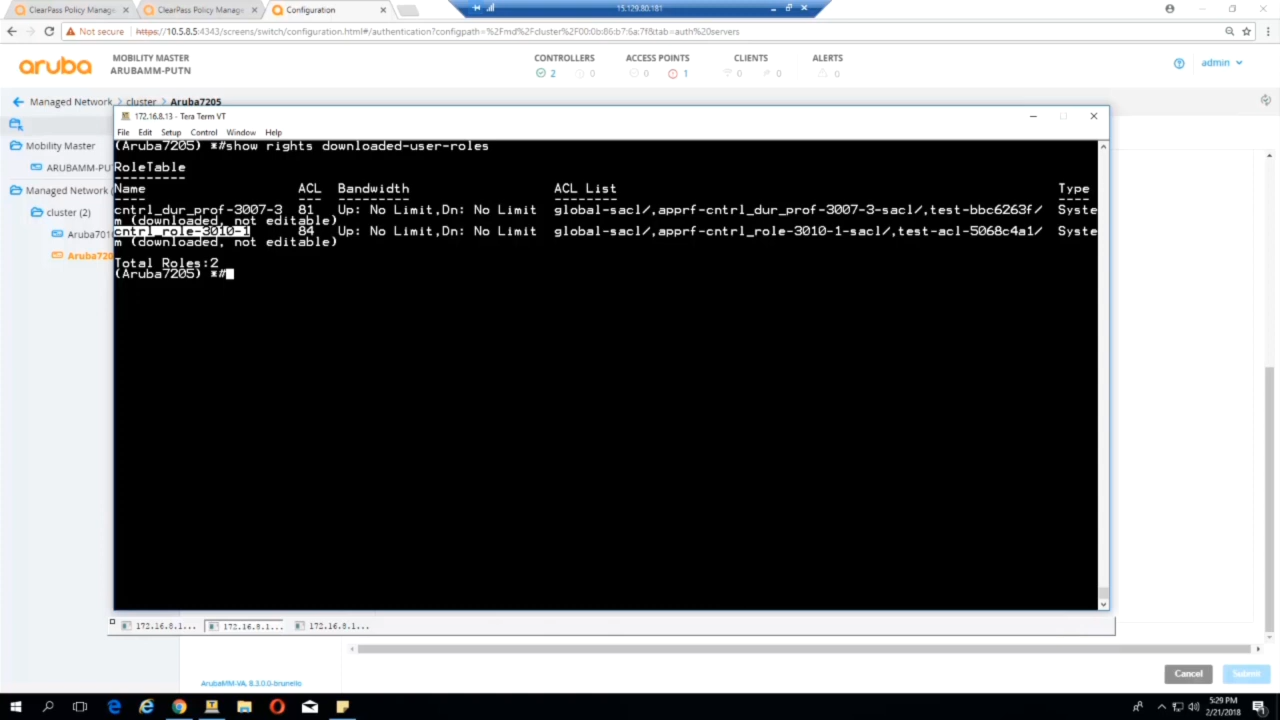 ClearPass Policy Manage
ClearPass Policy Manage
Configuration
15.129.80.181
Not secure
https://10.5.8.5:4343/screens/switch/configuration.html#/authentication?configpath=%2Fmd%2Fcluster%2F00:0b:86:b7:6a:7f&tab=auth%20servers
aruba
MOBILITY MASTER
ARUBAMM-PUTN
CONTROLLERS
2
0
ACCESS POINTS
0
1
CLIENTS
0
0
ALERTS
0
admin
Managed Network > cluster > Aruba7205
172.16.8.13 - Tera Term VT
File Edit Setup Control Window Help
Mobility Master
ARUBAMM-PU
Managed Network (
cluster (2)
Aruba701
Aruba720
(Aruba7205) *#show rights downloaded-user-roles
RoleTable
---------
Name ACL Bandwidth ACL List Type
---- --- --------- -------- ----
cntrl_dur_prof-3007-3 81 Up: No Limit,Dn: No Limit global-sacl/,apprf-cntrl_dur_prof-3007-3-sacl/,test-bbc6263f/ Syste
m (downloaded, not editable)
cntrl_role-3010-1 84 Up: No Limit,Dn: No Limit global-sacl/,apprf-cntrl_role-3010-1-sacl/,test-acl-5068c4a1/ Syste
m (downloaded, not editable)
Total Roles:2
(Aruba7205) *#
172.16.8.1...
172.16.8.1...
172.16.8.1...
Cancel
Submit
ArubaMM-VA, 8.3.0.0-brunello
5:29 PM
2/21/2018
1